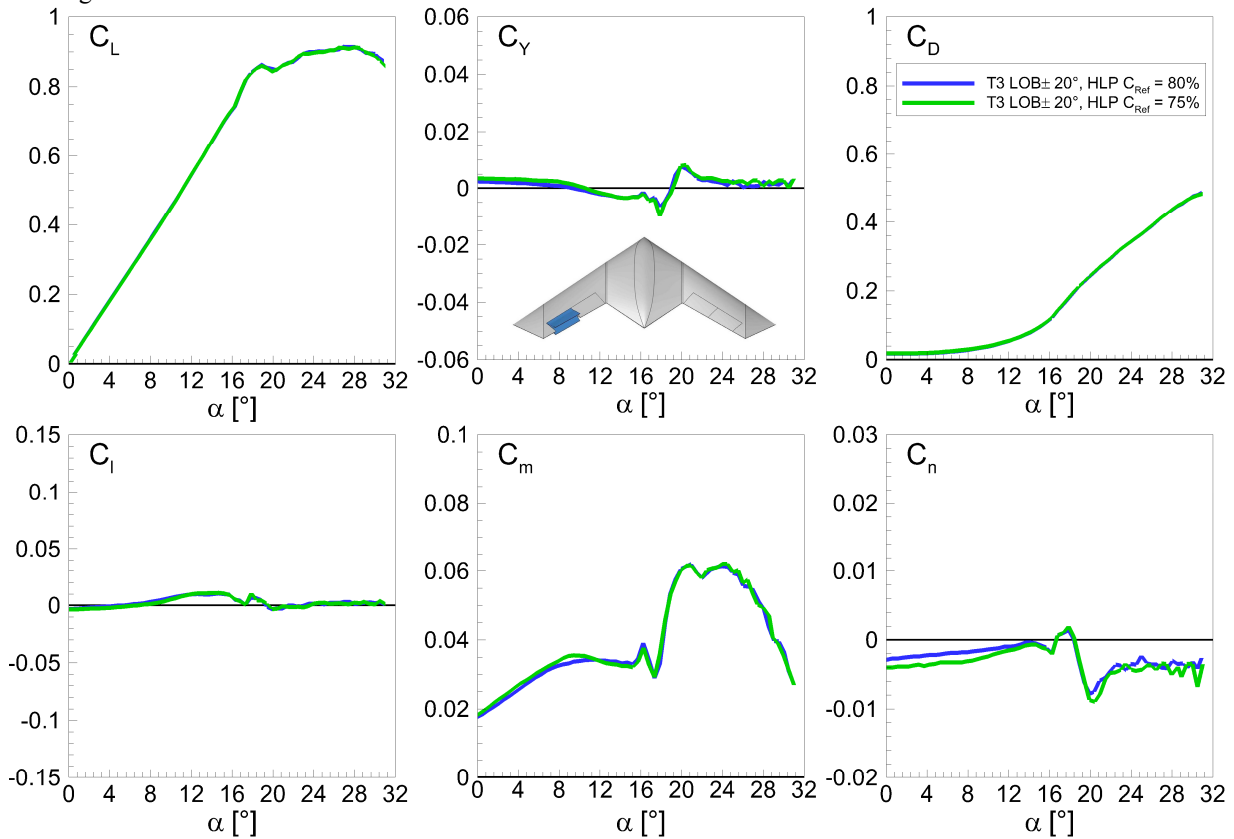 C_L
1
0.8
0.6
0.4
0.2
0
0 4 8 12 16 20 24 28 32
α [°]
C_Y
0.06
0.04
0.02
0
-0.02
-0.04
-0.06
0 4 8 12 16 20 24 28 32
α [°]
C_D
T3 LOB± 20°, HLP C_Ref = 80%
T3 LOB± 20°, HLP C_Ref = 75%
1
0.8
0.6
0.4
0.2
0
0 4 8 12 16 20 24 28 32
α [°]
C_l
0.15
0.1
0.05
0
-0.05
-0.1
-0.15
0 4 8 12 16 20 24 28 32
α [°]
C_m
0.1
0.08
0.06
0.04
0.02
0
0 4 8 12 16 20 24 28 32
α [°]
C_n
0.03
0.02
0.01
0
-0.01
-0.02
0 4 8 12 16 20 24 28 32
α [°]